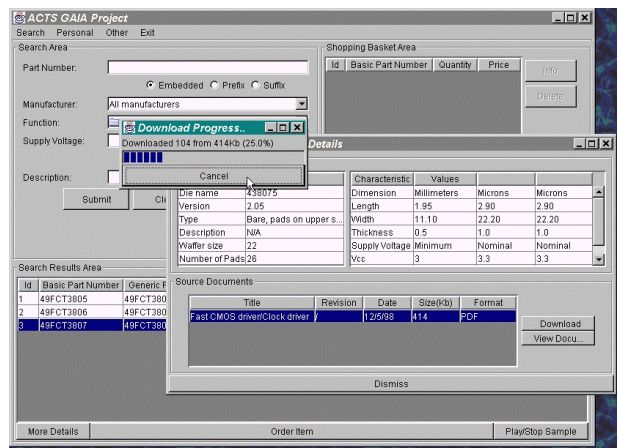 ACTS GAIA Project
Search Personal Other Exit
Search Area
Part Number:
Embedded Prefix Suffix
Manufacturer: All manufacturers
Function:
Supply Voltage:
Description:
Submit Cle
Shopping Basket Area
Id Basic Part Number Quantity Price
Info
Delete
Download Progress..
Downloaded 104 from 414Kb (25.0%)
Cancel
Details
Characteristic Values
Die name 438075
Version 2.05
Type Bare, pads on upper s...
Description N/A
Waffer size 22
Number of Pads 26
Dimension Millimeters Microns Microns
Length 1.95 2.90 2.90
Width 11.10 22.20 22.20
Thickness 0.5 1.0 1.0
Supply Voltage Minimum Nominal Nominal
Vcc 3 3.3 3.3
Search Results Area
Id Basic Part Number Generic P
1 49FCT3805 49FCT380
2 49FCT3806 49FCT380
3 49FCT3807 49FCT380
Source Documents
Title Revision Date Size(Kb) Format
Fast CMOS driver/Clock driver / 12/5/98 414 PDF
Download
View Docu...
Dismiss
More Details Order Item Play/Stop Sample